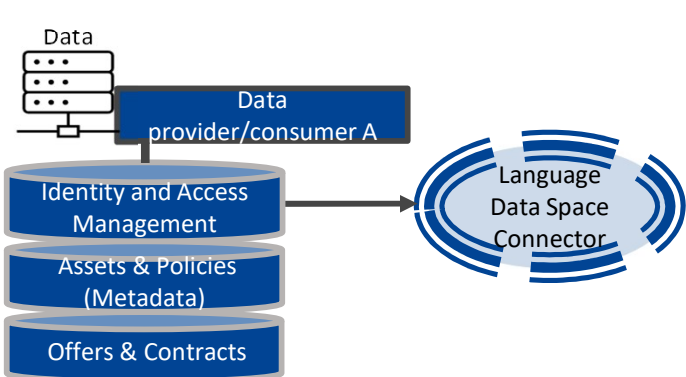 Data
Data
provider/consumer A
Identity and Access
Management
Assets & Policies
(Metadata)
Offers & Contracts
Language
Data Space
Connector